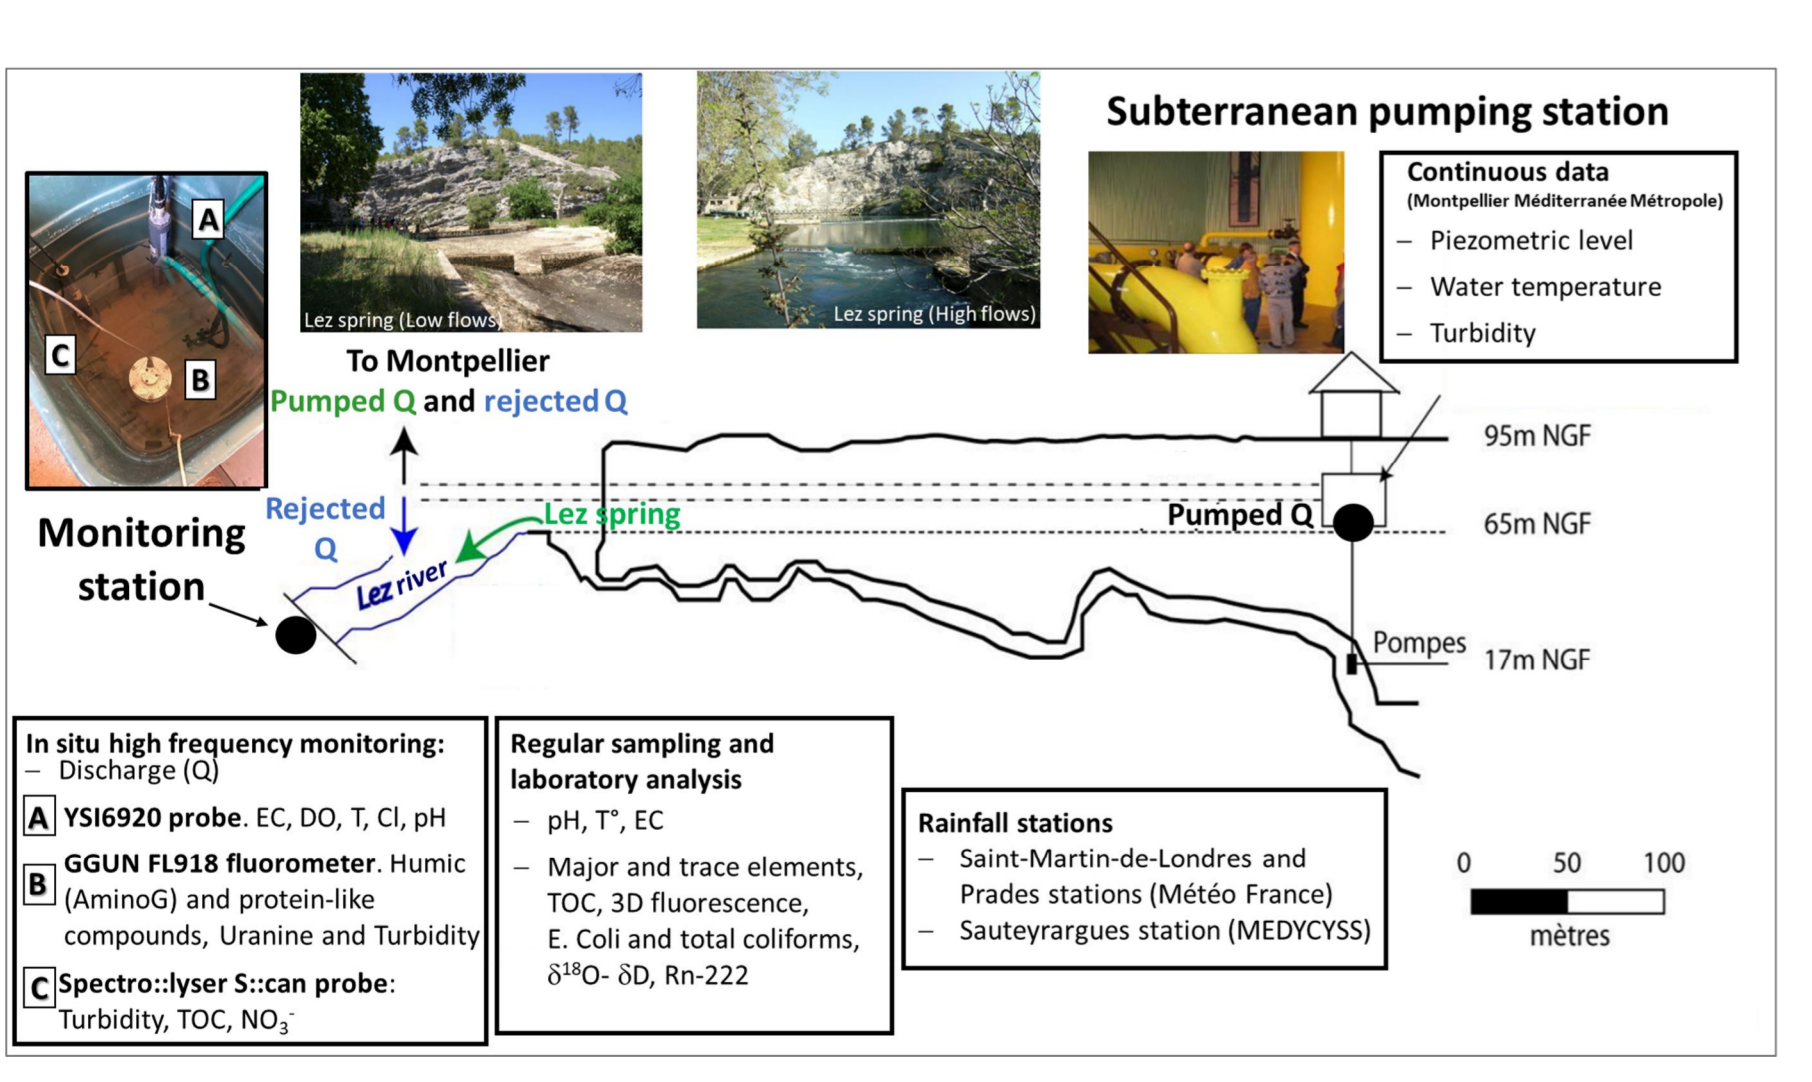 Subterranean pumping station
Continuous data
(Montpellier Méditerranée Métropole)
– Piezometric level
– Water temperature
– Turbidity
A
C
B
Lez spring (Low flows)
Lez spring (High flows)
To Montpellier
Pumped Q and rejected Q
95m NGF
Rejected
Q
Lez spring
Pumped Q
65m NGF
Monitoring
station
Lez river
Pompes
17m NGF
In situ high frequency monitoring:
– Discharge (Q)
A YSI6920 probe. EC, DO, T, Cl, pH
B GGUN FL918 fluorometer. Humic
(AminoG) and protein-like
compounds, Uranine and Turbidity
C Spectro::lyser S::can probe:
Turbidity, TOC, NO₃⁻
Regular sampling and
laboratory analysis
– pH, T°, EC
– Major and trace elements,
TOC, 3D fluorescence,
E. Coli and total coliforms,
δ¹⁸O- δD, Rn-222
Rainfall stations
– Saint-Martin-de-Londres and
Prades stations (Météo France)
– Sauteyrargues station (MEDYCYSS)
0 50 100
mètres